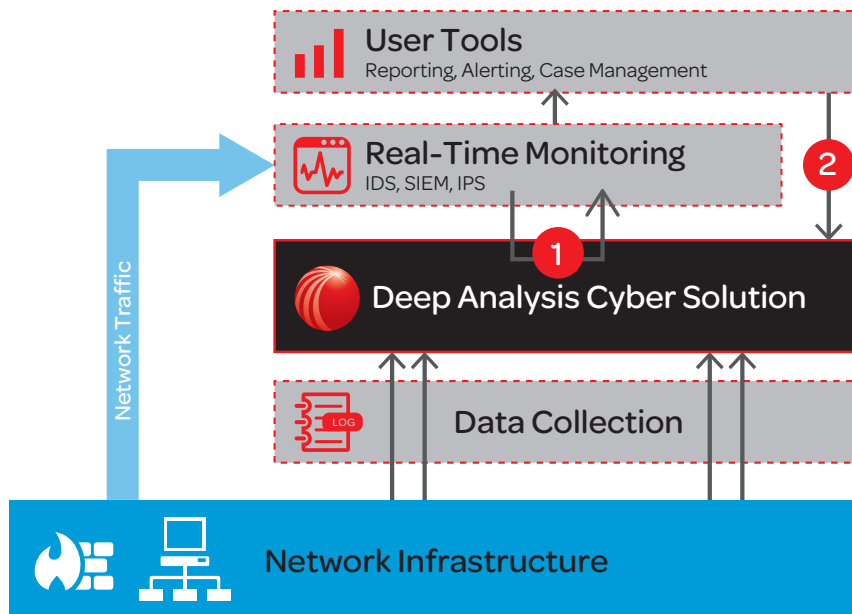 User Tools
Reporting, Alerting, Case Management
Real-Time Monitoring
IDS, SIEM, IPS
2
1
Deep Analysis Cyber Solution
Network Traffic
LOG
Data Collection
Network Infrastructure